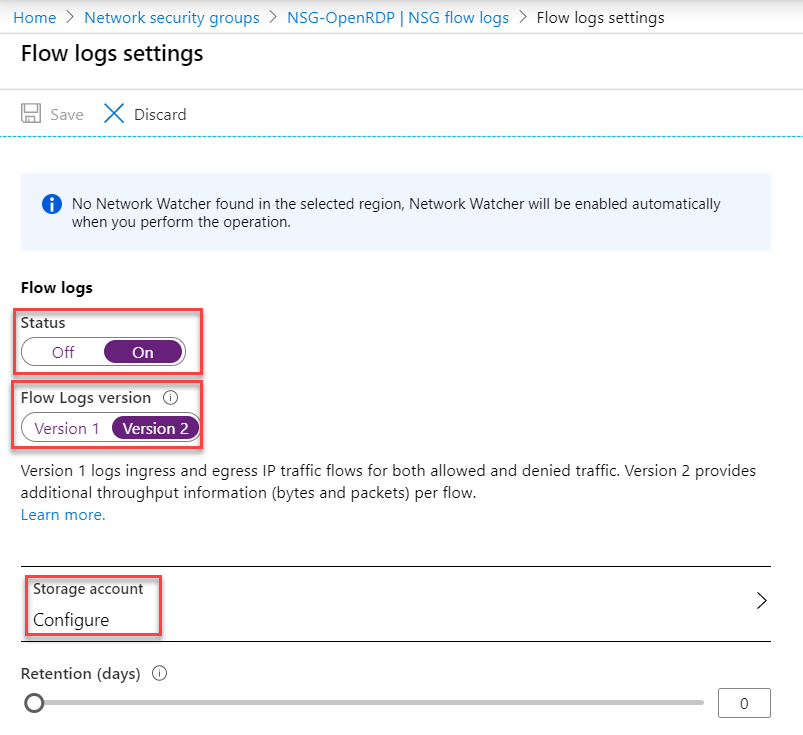 Home > Network security groups > NSG-OpenRDP | NSG flow logs > Flow logs settings
Flow logs settings
Save Discard
No Network Watcher found in the selected region, Network Watcher will be enabled automatically
when you perform the operation.
Flow logs
Status
Off On
Flow Logs version
Version 1 Version 2
Version 1 logs ingress and egress IP traffic flows for both allowed and denied traffic. Version 2 provides
additional throughput information (bytes and packets) per flow.
Learn more.
Storage account
Configure
Retention (days)
0